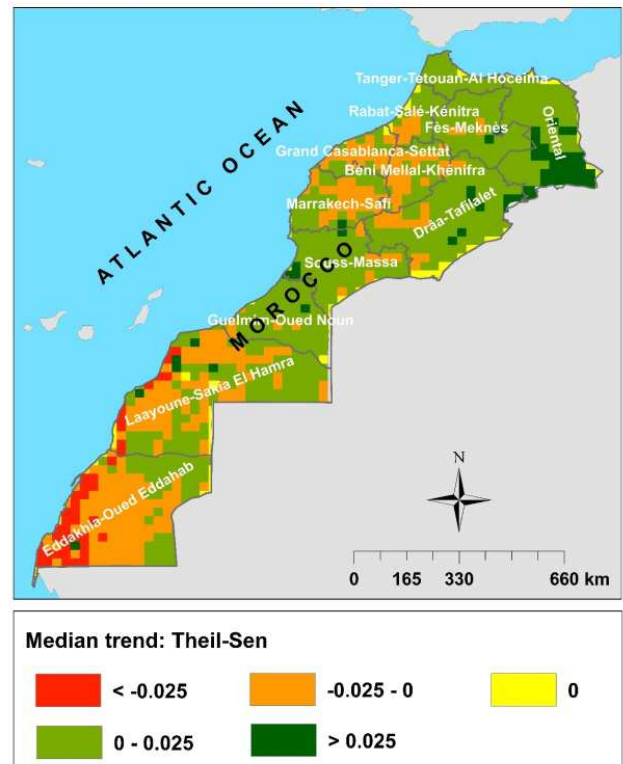 Tanger-Tetouan-Al Hoceima
Rabat-Salé-Kénitra
Fès-Meknès
Oriental
Grand Casablanca-Settat
Béni Mellal-Khénifra
Marrakech-Safi
Drâa-Tafilalet
Souss-Massa
Guelmim-Oued Noun
Laayoune-Sakia El Hamra
Eddakhla-Oued Eddahab
ATLANTIC OCEAN
MOROCCO
N
0 165 330 660 km
Median trend: Theil-Sen
< -0.025 -0.025 - 0 0
0 - 0.025 > 0.025